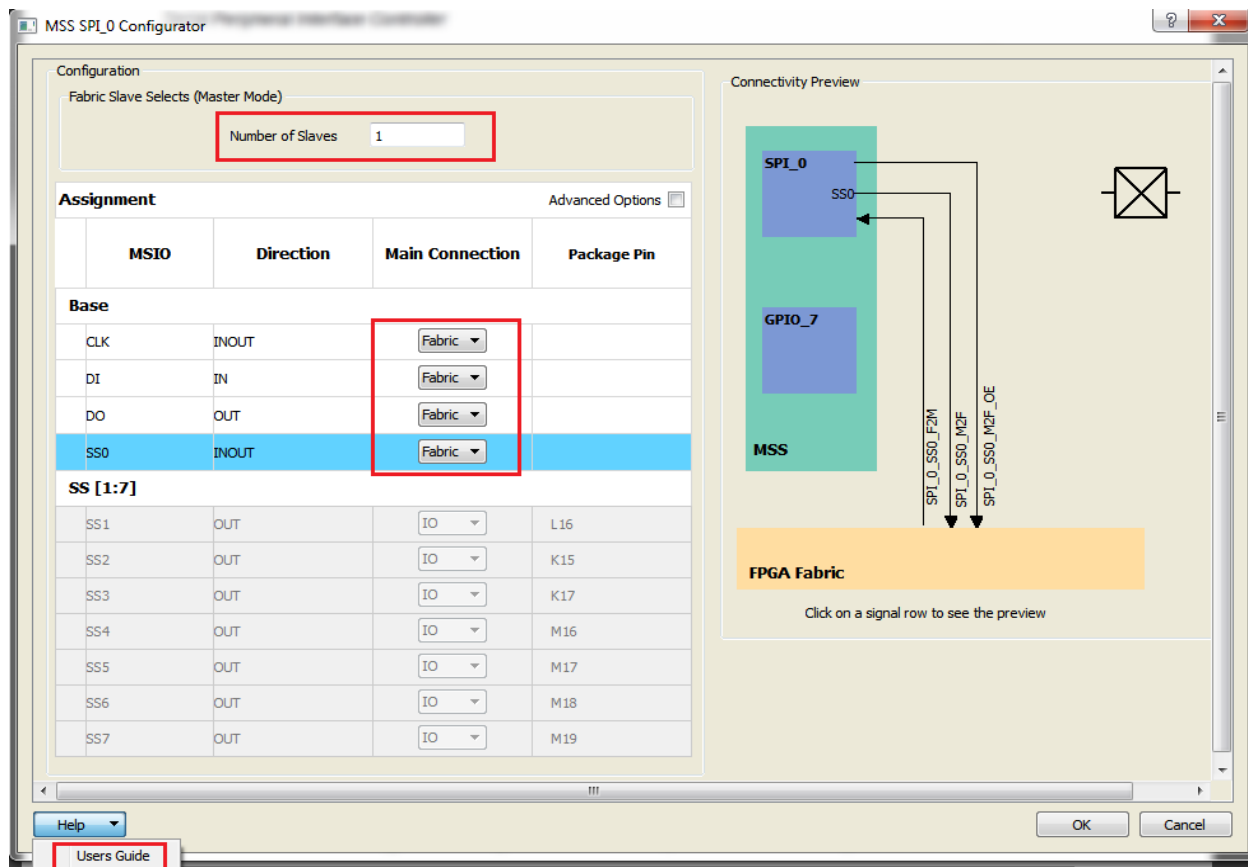 Serial Peripheral Interface Controller
MSS SPI_0 Configurator
Configuration
Fabric Slave Selects (Master Mode)
Number of Slaves 1
Assignment Advanced Options
MSIO Direction Main Connection Package Pin
Base
CLK INOUT Fabric
DI IN Fabric
DO OUT Fabric
SS0 INOUT Fabric
SS [1:7]
SS1 OUT IO L16
SS2 OUT IO K15
SS3 OUT IO K17
SS4 OUT IO M16
SS5 OUT IO M17
SS6 OUT IO M18
SS7 OUT IO M19
Connectivity Preview
SPI_0
SS0
GPIO_7
MSS
SPI_0_SS0_F2M
SPI_0_SS0_M2F
SPI_0_SS0_M2F_OE
FPGA Fabric
Click on a signal row to see the preview
Help
OK
Cancel
Users Guide